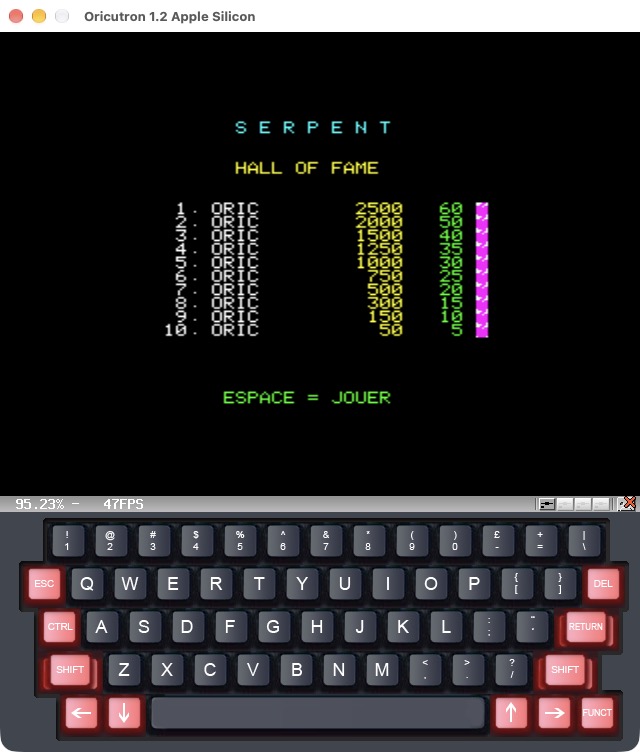 Oricutron 1.2 Apple Silicon
S E R P E N T
HALL OF FAME
1. ORIC 2500 60
2. ORIC 2000 50
3. ORIC 1500 40
4. ORIC 1250 35
5. ORIC 1000 30
6. ORIC 750 25
7. ORIC 500 20
8. ORIC 300 15
9. ORIC 150 10
10. ORIC 50 5
ESPACE = JOUER
95.23% - 47FPS
! @ # $ % ^ & * ( ) £ + |
1 2 3 4 5 6 7 8 9 0 - = \
ESC Q W E R T Y U I O P { [ } ] DEL
CTRL A S D F G H J K L : ; " ' RETURN
SHIFT Z X C V B N M < , > . ? / SHIFT
← ↓ ↑ → FUNCT